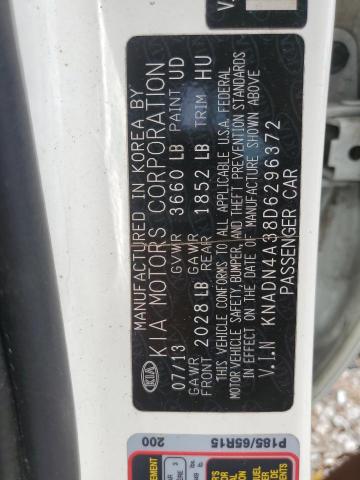 MANUFACTURED IN KOREA BY
KIA KIA MOTORS CORPORATION
07/13 GVWR 3660 LB PAINT UD
GAWR FRONT 2028 LB GAWR REAR 1852 LB TRIM HU
THIS VEHICLE CONFORMS TO ALL APPLICABLE U.S.A. FEDERAL
MOTOR VEHICLE SAFETY, BUMPER, AND THEFT PREVENTION STANDARDS
IN EFFECT ON THE DATE OF MANUFACTURE SHOWN ABOVE
V.I.N KNADN4A38D6296372
PASSENGER CAR
200 P185/65R15